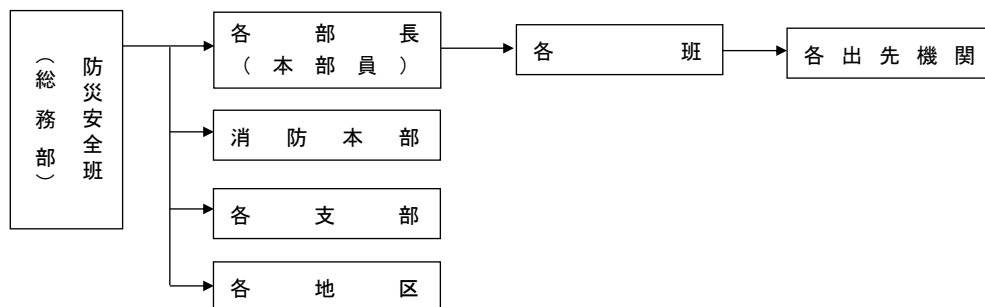 防災安全班
（総務部）
各部長
（本部員）
各班
各出先機関
消防本部
各支部
各地区